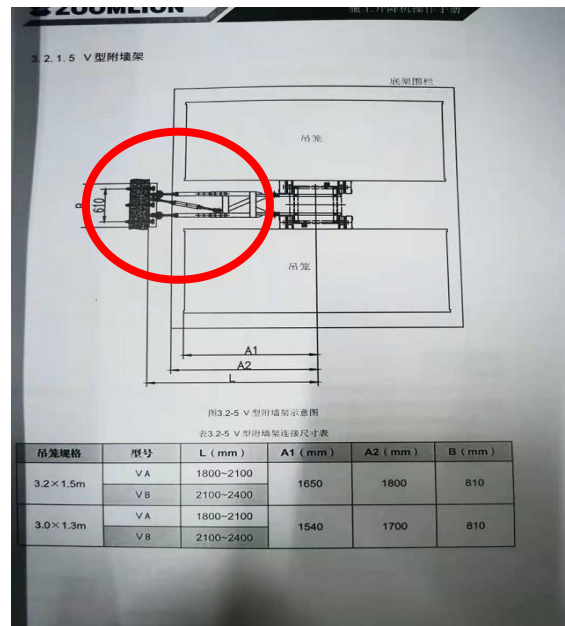 ZOOMLION
施工升降机操作手册
3.2.1.5 V型附墙架
底架围栏
吊笼
B
610
吊笼
A1
A2
L
图3.2-5 V型附墙架示意图
表3.2-5 V型附墙架连接尺寸表
吊笼规格 型号 L（mm） A1（mm） A2（mm） B（mm）
3.2×1.5m VA 1800~2100 1650 1800 810
VB 2100~2400
3.0×1.3m VA 1800~2100 1540 1700 810
VB 2100~2400